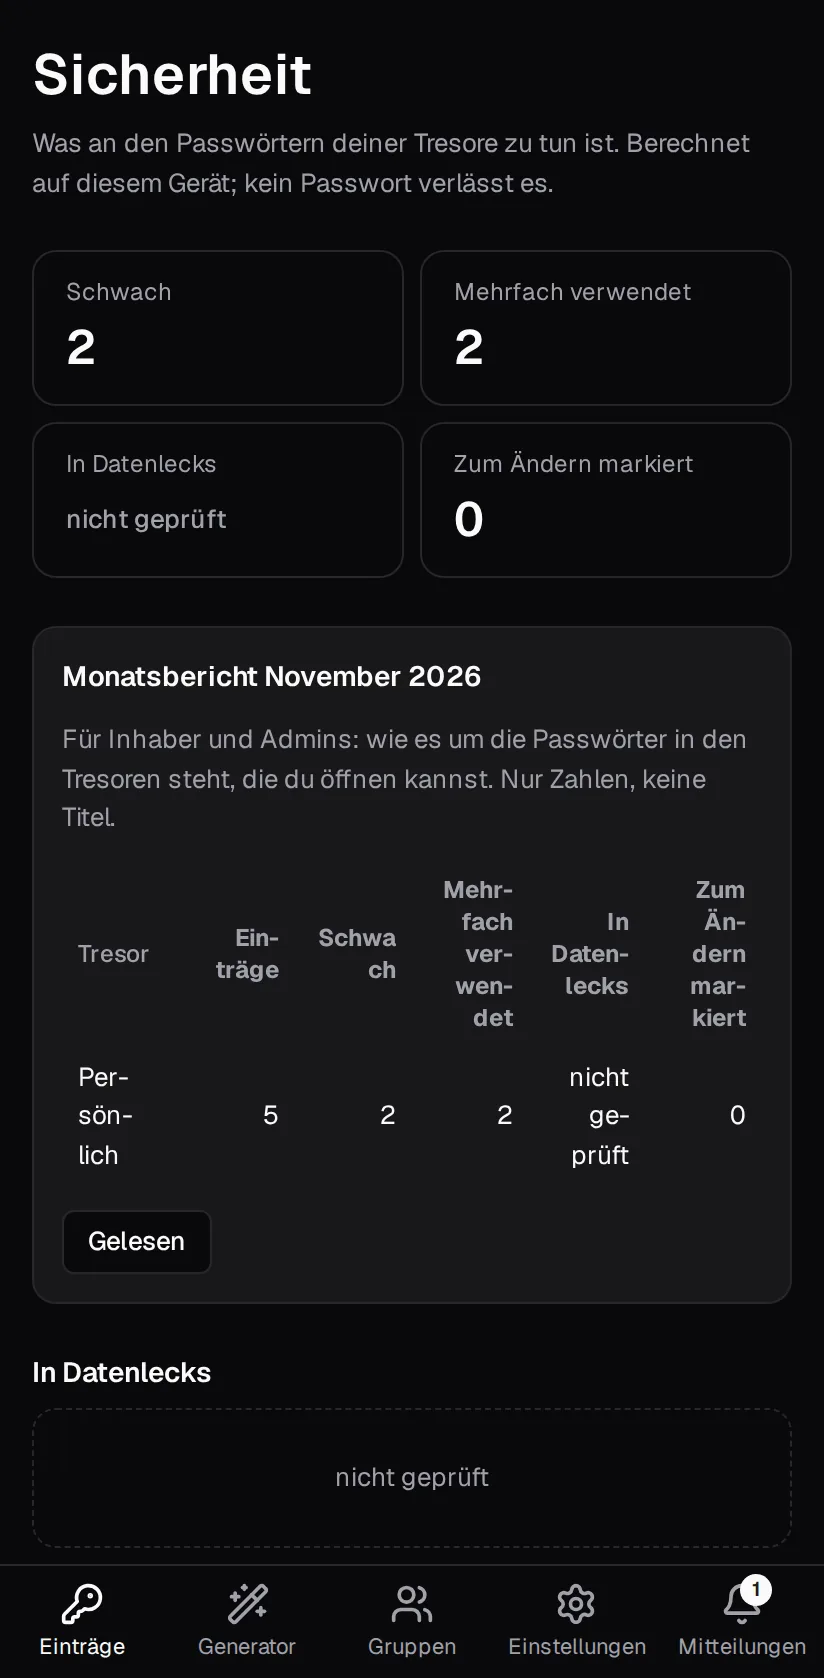 Sicherheit
Was an den Passwörtern deiner Tresore zu tun ist. Berechnet
auf diesem Gerät; kein Passwort verlässt es.
Schwach
2
Mehrfach verwendet
2
In Datenlecks
nicht geprüft
Zum Ändern markiert
0
Monatsbericht November 2026
Für Inhaber und Admins: wie es um die Passwörter in den
Tresoren steht, die du öffnen kannst. Nur Zahlen, keine
Titel.
Tresor
Ein-
träge
Schwa
ch
Mehr-
fach
ver-
wen-
det
In
Daten-
lecks
Zum
Än-
dern
mar-
kiert
Per-
sön-
lich
5
2
2
nicht
ge-
prüft
0
Gelesen
In Datenlecks
nicht geprüft
Einträge
Generator
Gruppen
Einstellungen
1
Mitteilungen